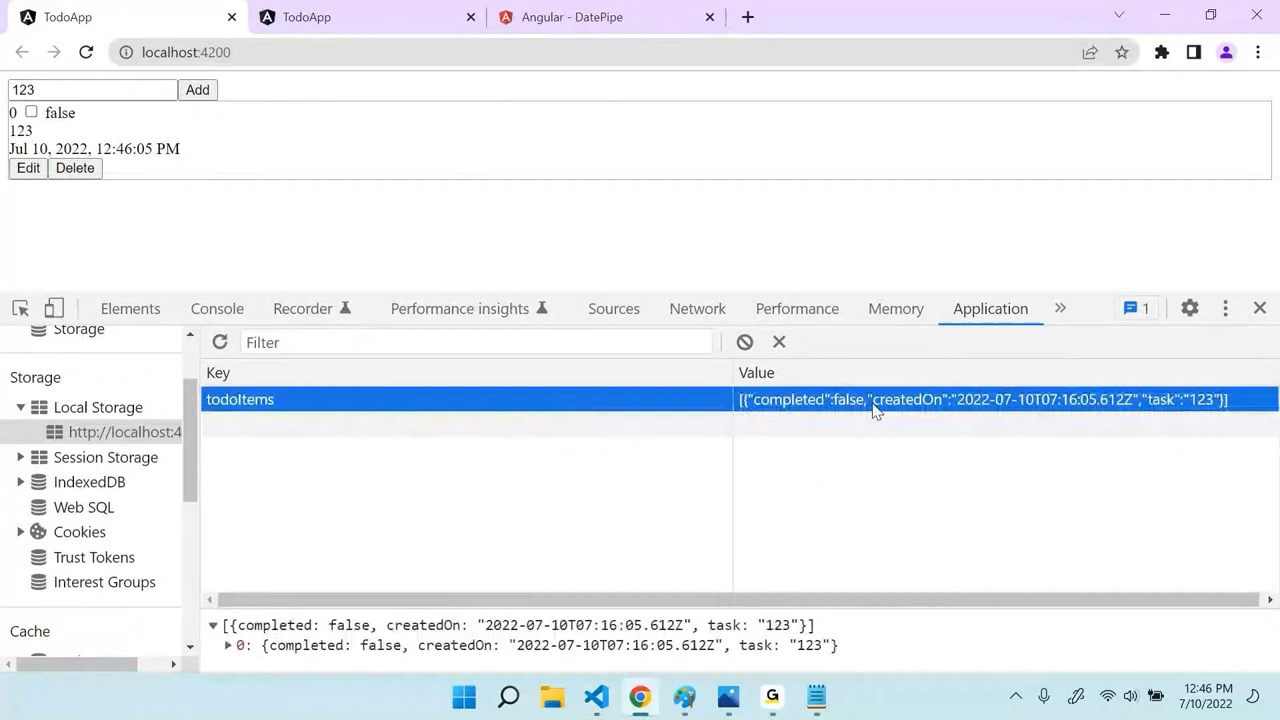 TodoApp
TodoApp
Angular - DatePipe
localhost:4200
123
Add
0 false
123
Jul 10, 2022, 12:46:05 PM
Edit Delete
Elements Console Recorder Performance insights Sources Network Performance Memory Application 1
Storage
Filter
Storage
Key Value
Local Storage
todoItems [{"completed":false,"createdOn":"2022-07-10T07:16:05.612Z","task":"123"}]
http://localhost:4
Session Storage
IndexedDB
Web SQL
Cookies
Trust Tokens
Interest Groups
Cache
[{completed: false, createdOn: "2022-07-10T07:16:05.612Z", task: "123"}]
0: {completed: false, createdOn: "2022-07-10T07:16:05.612Z", task: "123"}
G
12:46 PM
7/10/2022